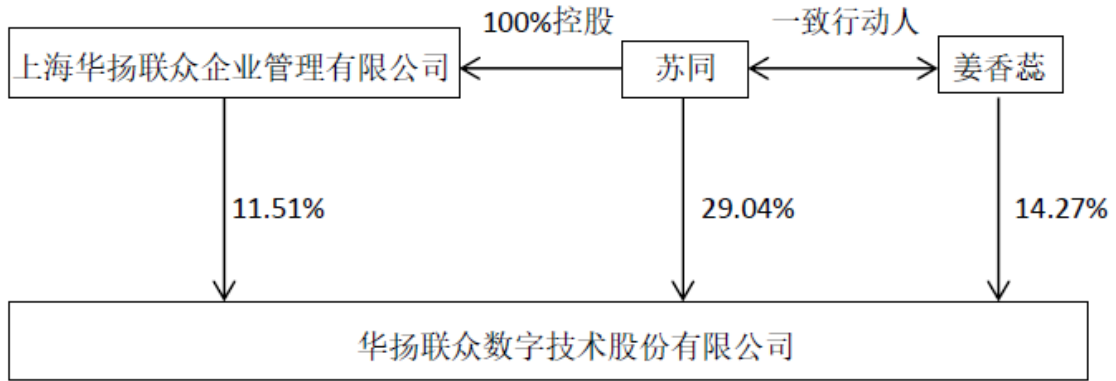 100%控股
一致行动人
上海华扬联众企业管理有限公司
苏同
姜香蕊
11.51%
29.04%
14.27%
华扬联众数字技术股份有限公司